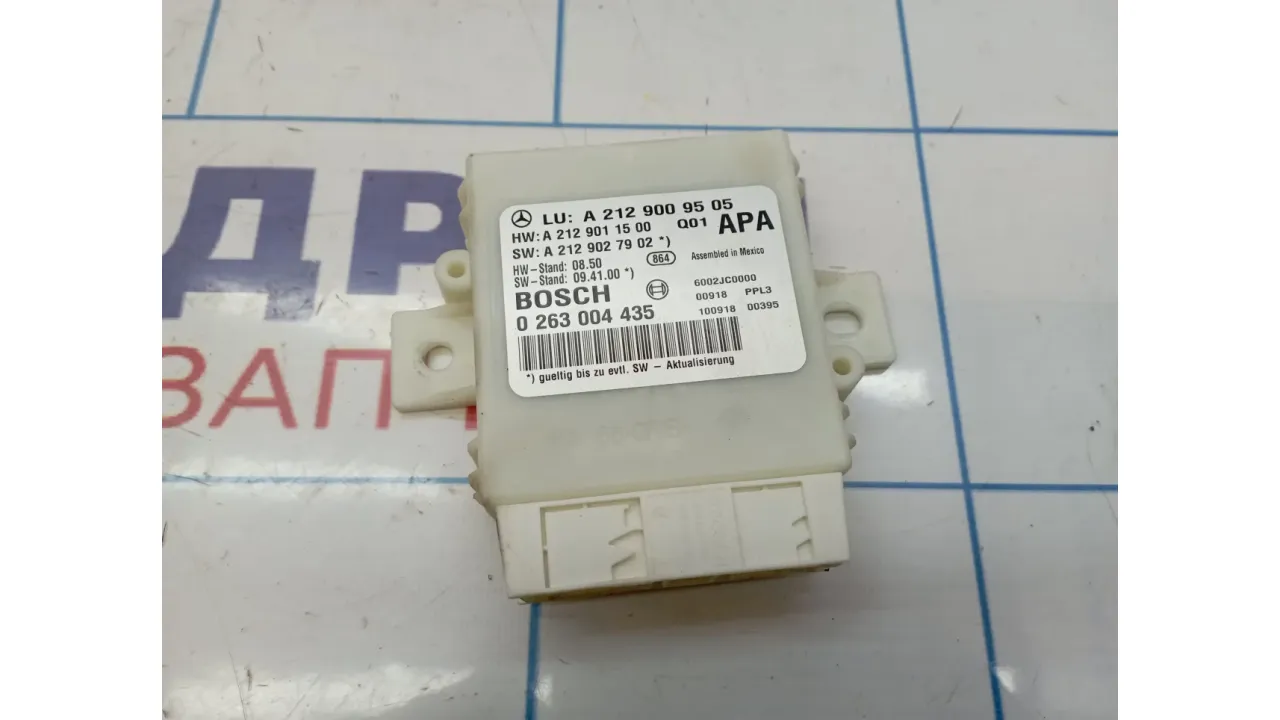 ДР
ЗАПЧ
LU: A 212 900 95 05
HW: A 212 901 15 00 Q01 APA
SW: A 212 902 79 02 *)
HW-Stand: 08.50 864 Assembled in Mexico
SW-Stand: 09.41.00 *)
BOSCH 6002JC0000
00918 PPL3
0 263 004 435 100918 00395
*) gueltig bis zu evtl. SW - Aktualisierung